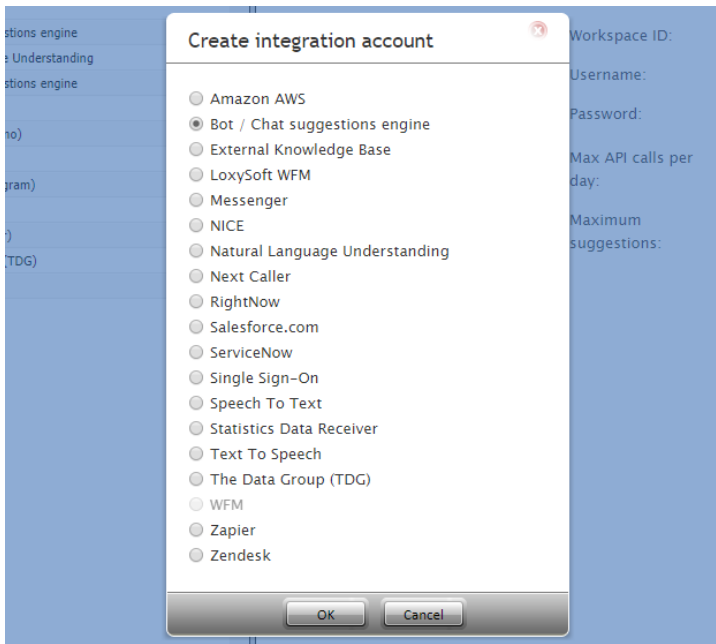 stions engine
e Understanding
stions engine
no)
gram)
r)
(TDG)
Create integration account
Amazon AWS
Bot / Chat suggestions engine
External Knowledge Base
LoxySoft WFM
Messenger
NICE
Natural Language Understanding
Next Caller
RightNow
Salesforce.com
ServiceNow
Single Sign-On
Speech To Text
Statistics Data Receiver
Text To Speech
The Data Group (TDG)
WFM
Zapier
Zendesk
OK
Cancel
Workspace ID:
Username:
Password:
Max API calls per
day:
Maximum
suggestions: